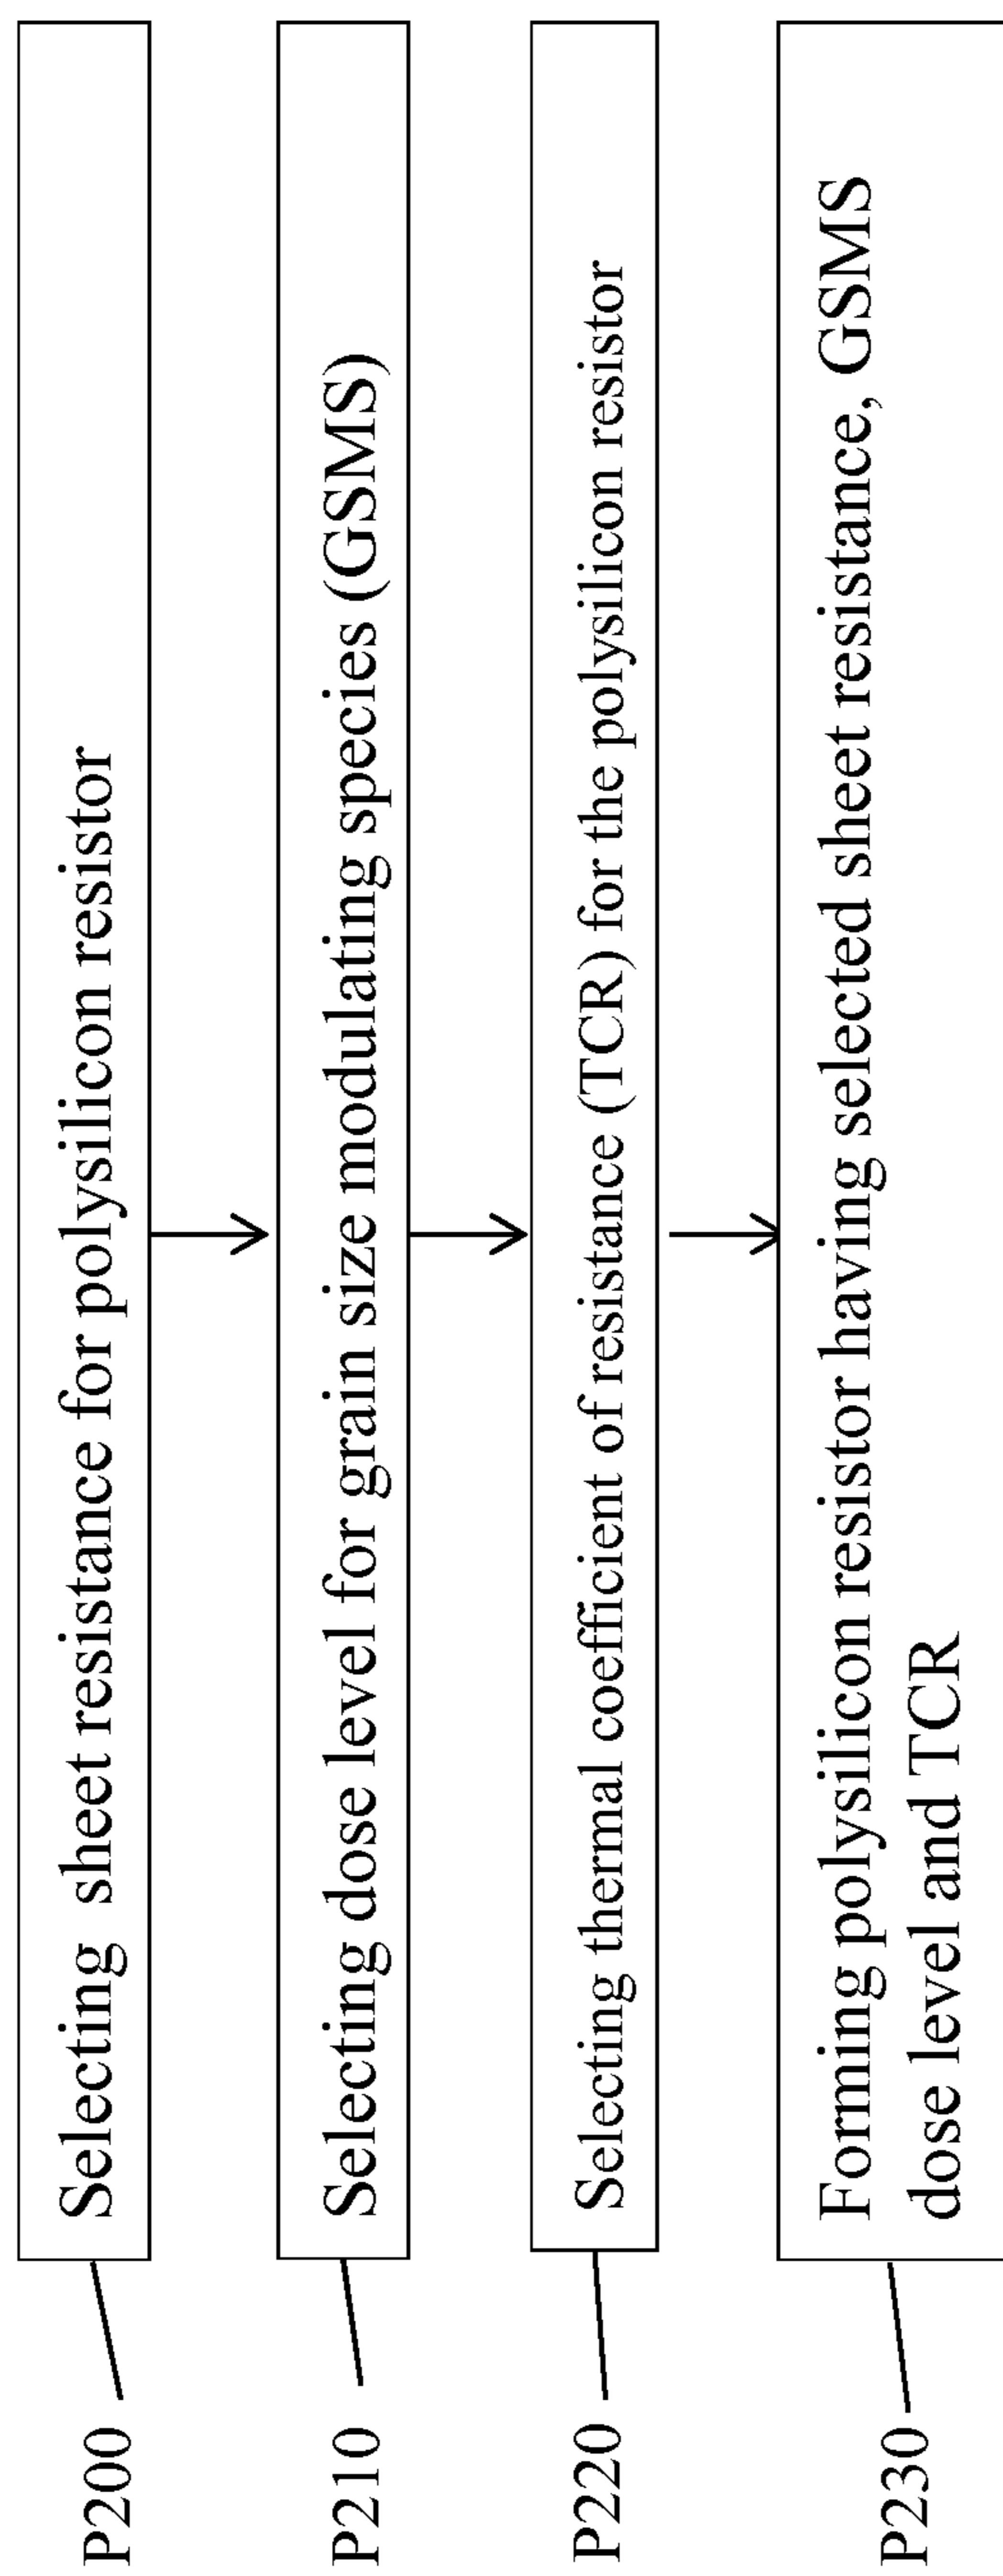 P200
Selecting sheet resistance for polysilicon resistor
P210
Selecting dose level for grain size modulating species (GSMS)
P220
Selecting thermal coefficient of resistance (TCR) for the polysilicon resistor
P230
Forming polysilicon resistor having selected sheet resistance, GSMS
dose level and TCR